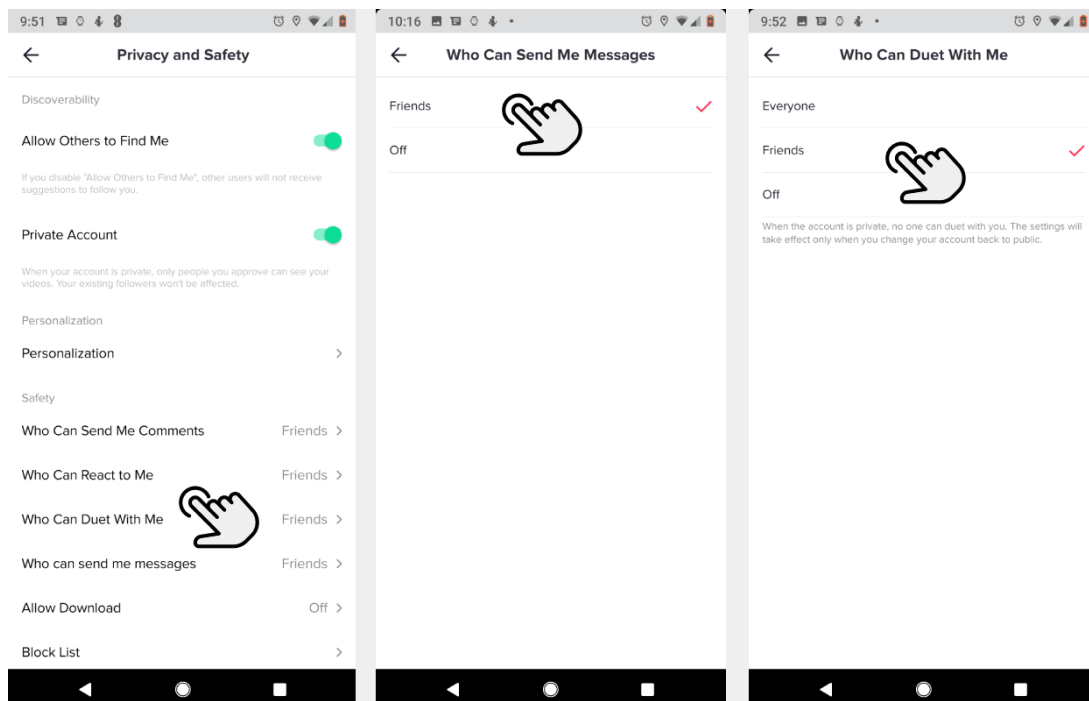 9:51
Privacy and Safety
Discoverability
Allow Others to Find Me
If you disable "Allow Others to Find Me", other users will not receive
suggestions to follow you.
Private Account
When your account is private, only people you approve can see your
videos. Your existing followers won't be affected.
Personalization
Personalization
Safety
Who Can Send Me Comments Friends
Who Can React to Me Friends
Who Can Duet With Me Friends
Who can send me messages Friends
Allow Download Off
Block List
10:16
Who Can Send Me Messages
Friends
Off
9:52
Who Can Duet With Me
Everyone
Friends
Off
When the account is private, no one can duet with you. The settings will
take effect only when you change your account back to public.